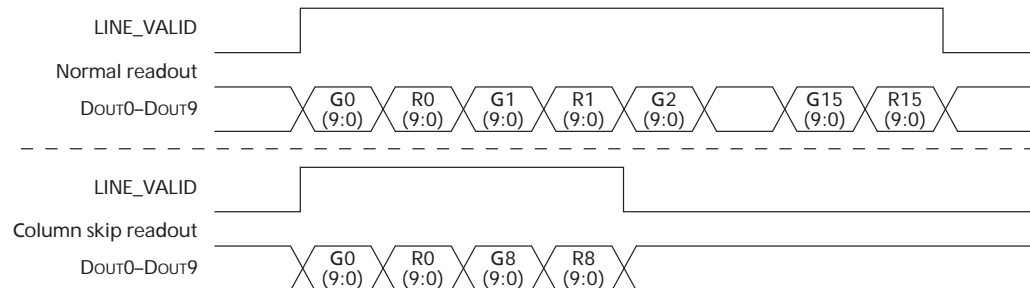 LINE_VALID
Normal readout
DOUT0–DOUT9
G0 (9:0) R0 (9:0) G1 (9:0) R1 (9:0) G2 (9:0) G15 (9:0) R15 (9:0)
LINE_VALID
Column skip readout
DOUT0–DOUT9
G0 (9:0) R0 (9:0) G8 (9:0) R8 (9:0)